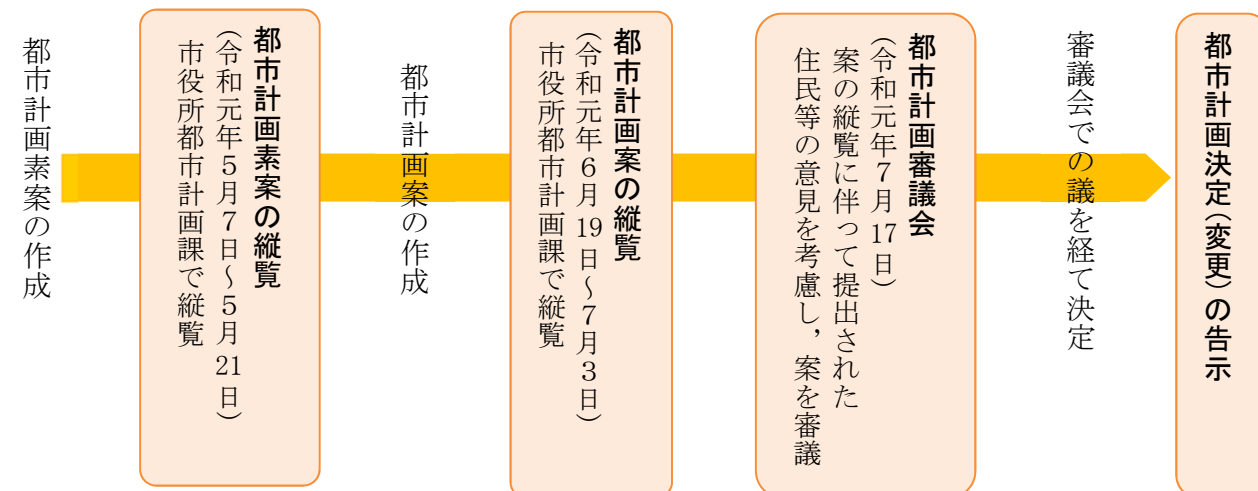 都市計画素案の作成
都市計画素案の縦覧
（令和元年５月７日～５月21日）
市役所都市計画課で縦覧
都市計画案の作成
都市計画案の縦覧
（令和元年６月19日～７月３日）
市役所都市計画課で縦覧
都市計画審議会
（令和元年７月17日）
案の縦覧に伴って提出された
住民等の意見を考慮し，案を審議
審議会での議を経て決定
都市計画決定（変更）の告示